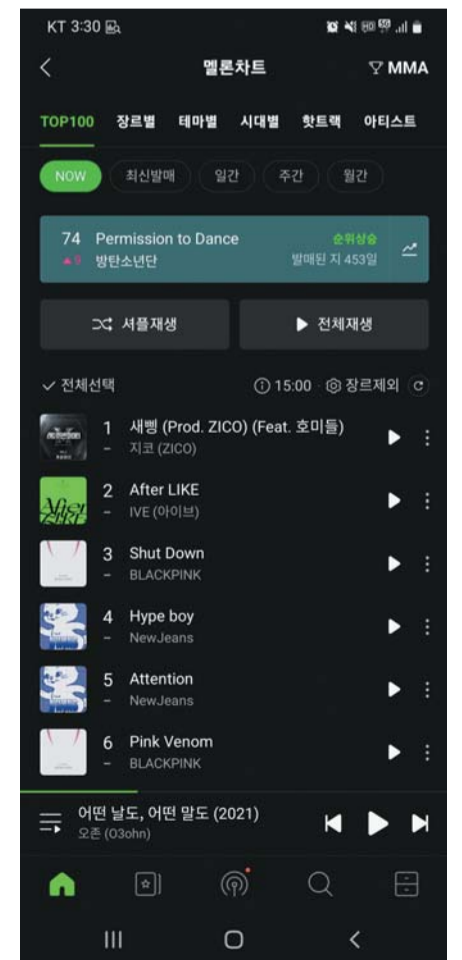 KT 3:30
멜론차트
MMA
TOP100 장르별 테마별 시대별 핫트랙 아티스트
NOW 최신발매 일간 주간 월간
74 Permission to Dance 순위상승
▲9 방탄소년단 발매된 지 453일
셔플재생 전체재생
전체선택 15:00 장르제외
1 새삥 (Prod. ZICO) (Feat. 호미들)
– 지코 (ZICO)
2 After LIKE
– IVE (아이브)
3 Shut Down
– BLACKPINK
4 Hype boy
– NewJeans
5 Attention
– NewJeans
6 Pink Venom
– BLACKPINK
어떤 날도, 어떤 말도 (2021)
오존 (O3ohn)